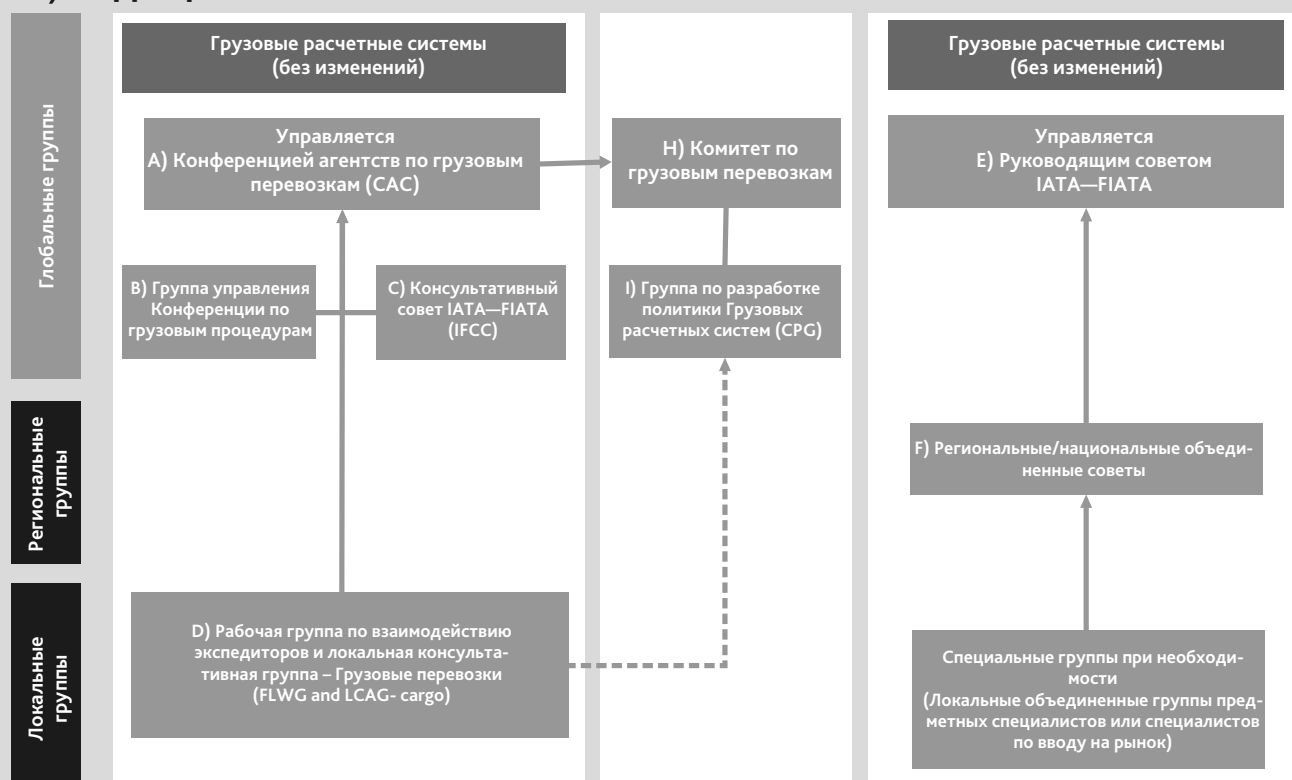 Глобальные группы
Региональные
группы
Локальные
группы
Грузовые расчетные системы
(без изменений)
Управляется
A) Конференцией агентств по грузовым
перевозкам (CAC)
B) Группа управления
Конференции по
грузовым процедурам
C) Консультативный
совет IATA—FIATA
(IFCC)
D) Рабочая группа по взаимодействию
экспедиторов и локальная консульта-
тивная группа – Грузовые перевозки
(FLWG and LCAG- cargo)
H) Комитет по
грузовым перевозкам
I) Группа по разработке
политики Грузовых
расчетных систем (CPG)
Грузовые расчетные системы
(без изменений)
Управляется
E) Руководящим советом
IATA—FIATA
F) Региональные/национальные объеди-
ненные советы
Специальные группы при необходи-
мости
(Локальные объединенные группы пред-
метных специалистов или специалистов
по вводу на рынок)